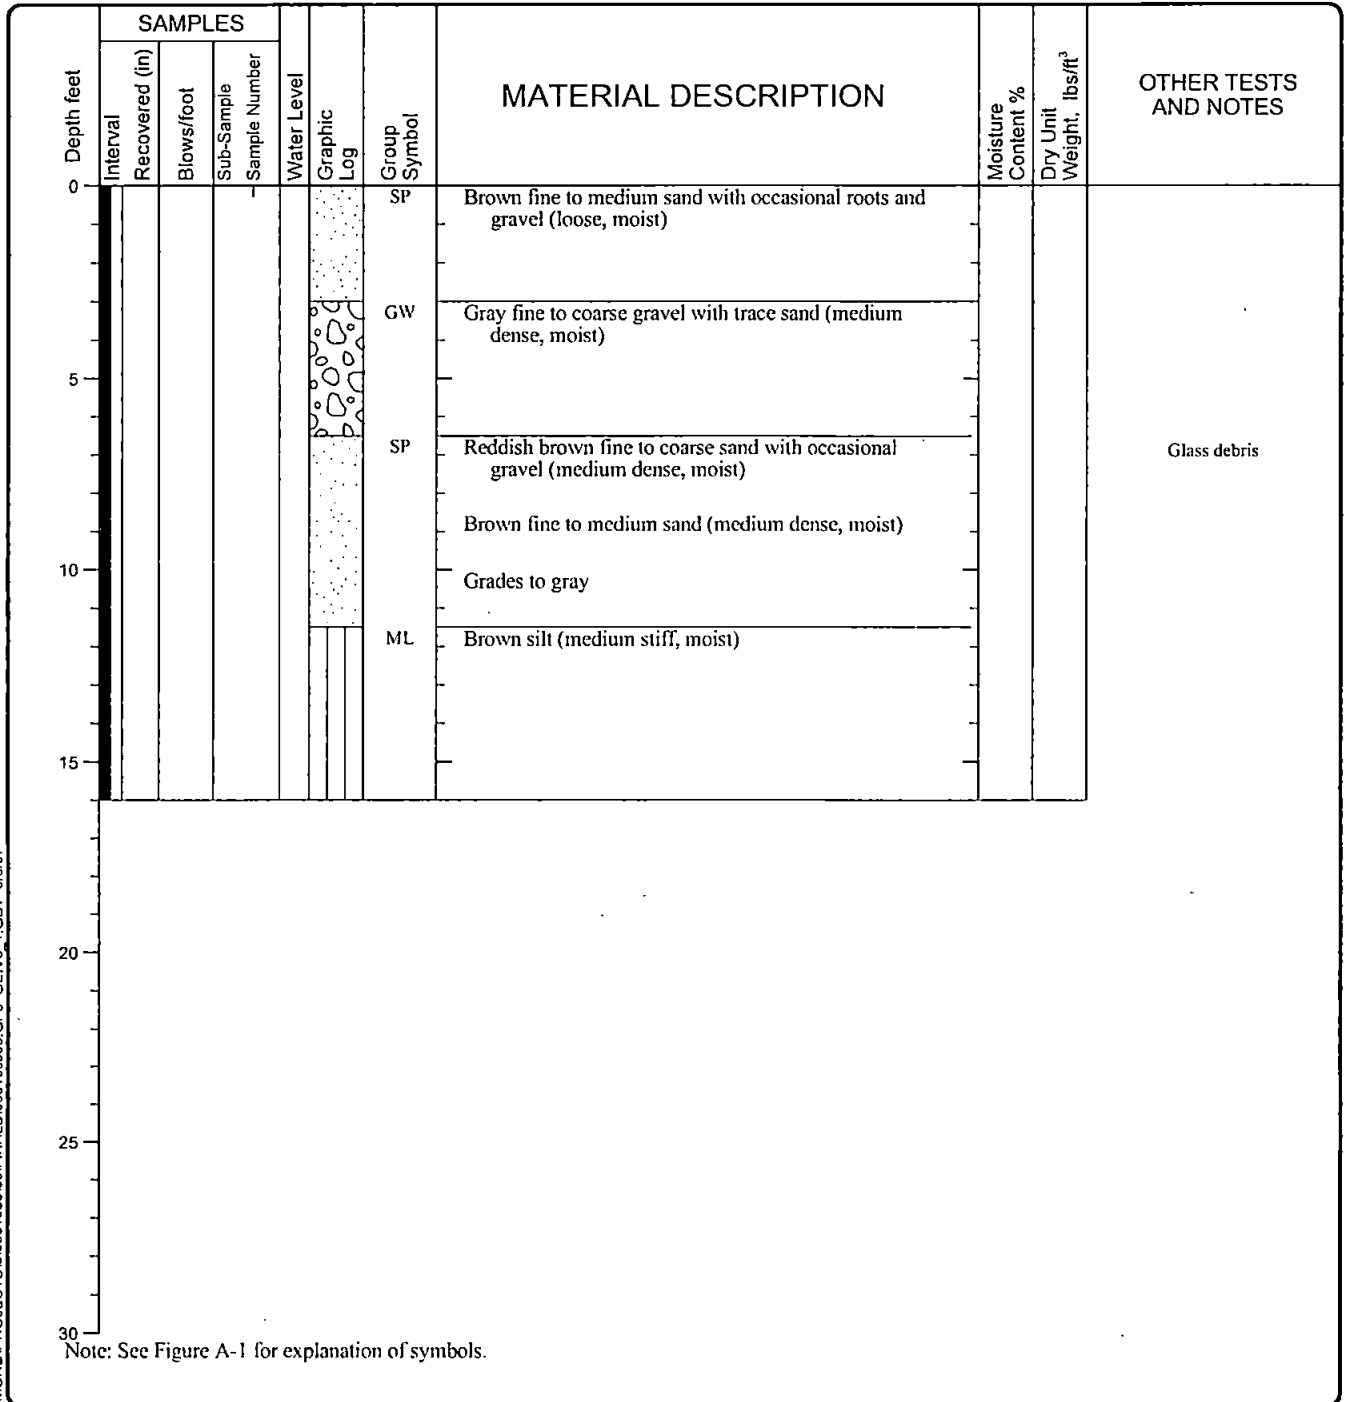 SAMPLES
Depth feet
Interval
Recovered (in)
Blows/foot
Sub-Sample
Sample Number
Water Level
Graphic
Log
Group
Symbol
MATERIAL DESCRIPTION
Moisture
Content %
Dry Unit
Weight, lbs/ft³
OTHER TESTS
AND NOTES
0
SP
Brown fine to medium sand with occasional roots and
gravel (loose, moist)
GW
Gray fine to coarse gravel with trace sand (medium
dense, moist)
5
SP
Reddish brown fine to coarse sand with occasional
gravel (medium dense, moist)
Glass debris
Brown fine to medium sand (medium dense, moist)
10
Grades to gray
ML
Brown silt (medium stiff, moist)
15
20
25
30
Note: See Figure A-1 for explanation of symbols.